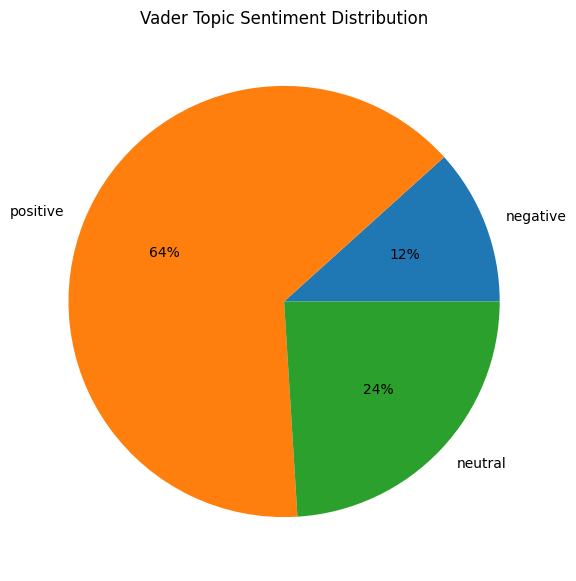 Vader Topic Sentiment Distribution
positive
negative
64%
12%
24%
neutral